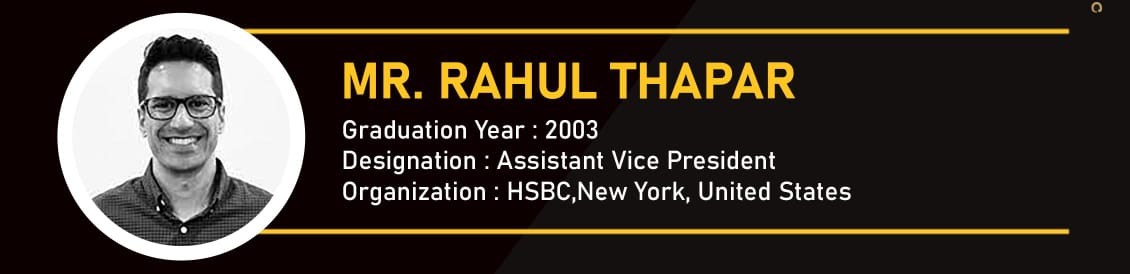 MR. RAHUL THAPAR
Graduation Year : 2003
Designation : Assistant Vice President
Organization : HSBC,New York, United States